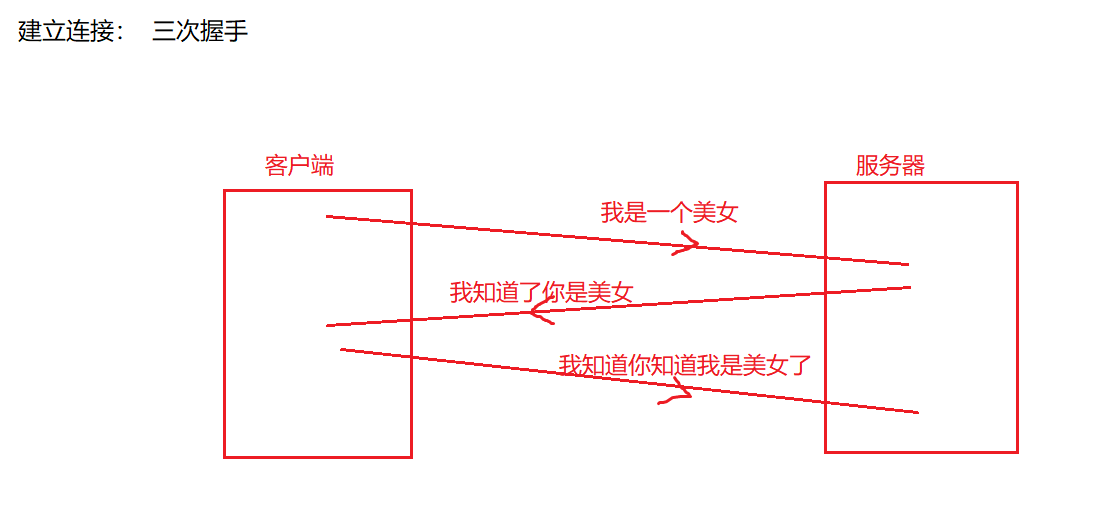 建立连接： 三次握手
客户端
服务器
我是一个美女
我知道了你是美女
我知道你知道我是美女了